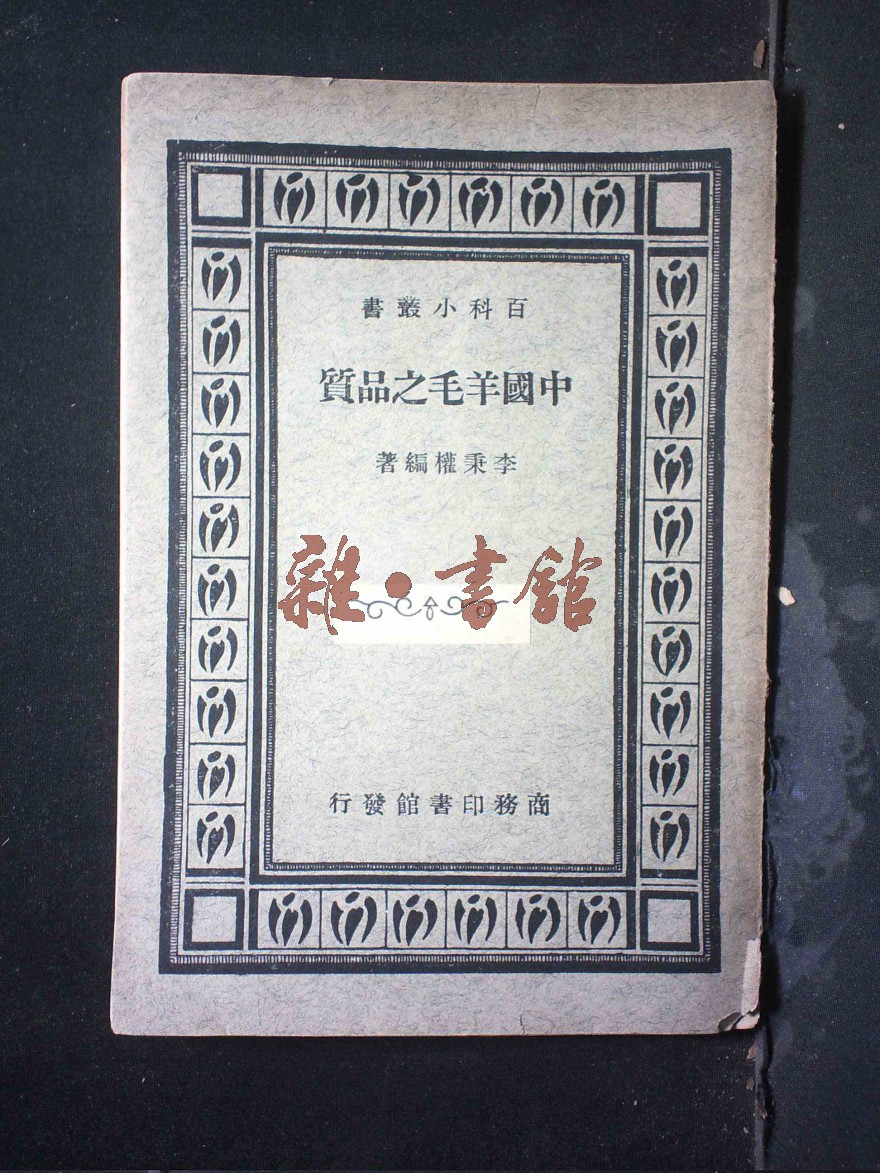 百科小叢書
中國羊毛之品質
李秉權編著
雜·書館
商務印書館發行